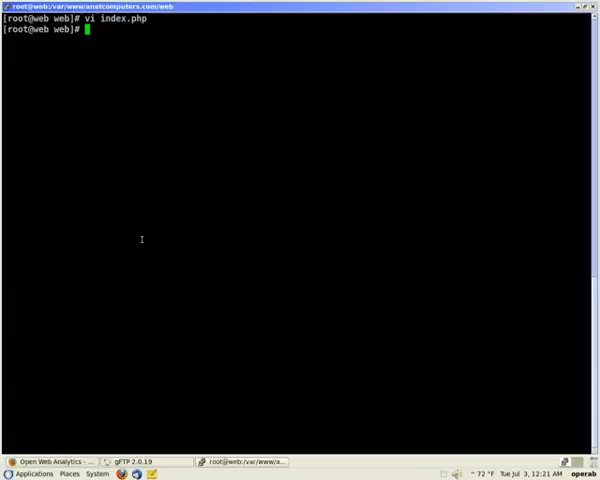 root@web:/var/www/anstcomputers.com/web
[root@web web]# vi index.php
[root@web web]#
Open Web Analytics - ...
gFTP 2.0.19
root@web:/var/www/a...
Applications Places System
72 °F Tue Jul 3, 12:21 AM operab